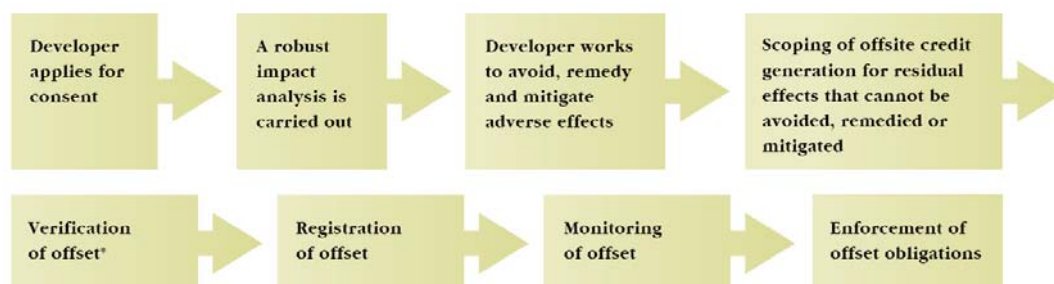 Developer
applies for
consent
A robust
impact
analysis is
carried out
Developer works
to avoid, remedy
and mitigate
adverse effects
Scoping of offsite credit
generation for residual
effects that cannot be
avoided, remedied or
mitigated
Verification
of offset*
Registration
of offset
Monitoring
of offset
Enforcement of
offset obligations